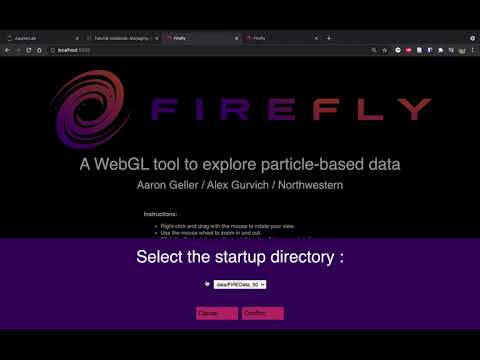 JupyterLab
Tutorial notebook: Managing
Firefly
Firefly
localhost:5500
FIREFLY
A WebGL tool to explore particle-based data
Aaron Geller / Alex Gurvich / Northwestern
Instructions:
Right-click and drag with the mouse to rotate your view.
Use the mouse wheel to zoom in and out.
Select the startup directory :
data/FIREData_50
Cancel
Confirm